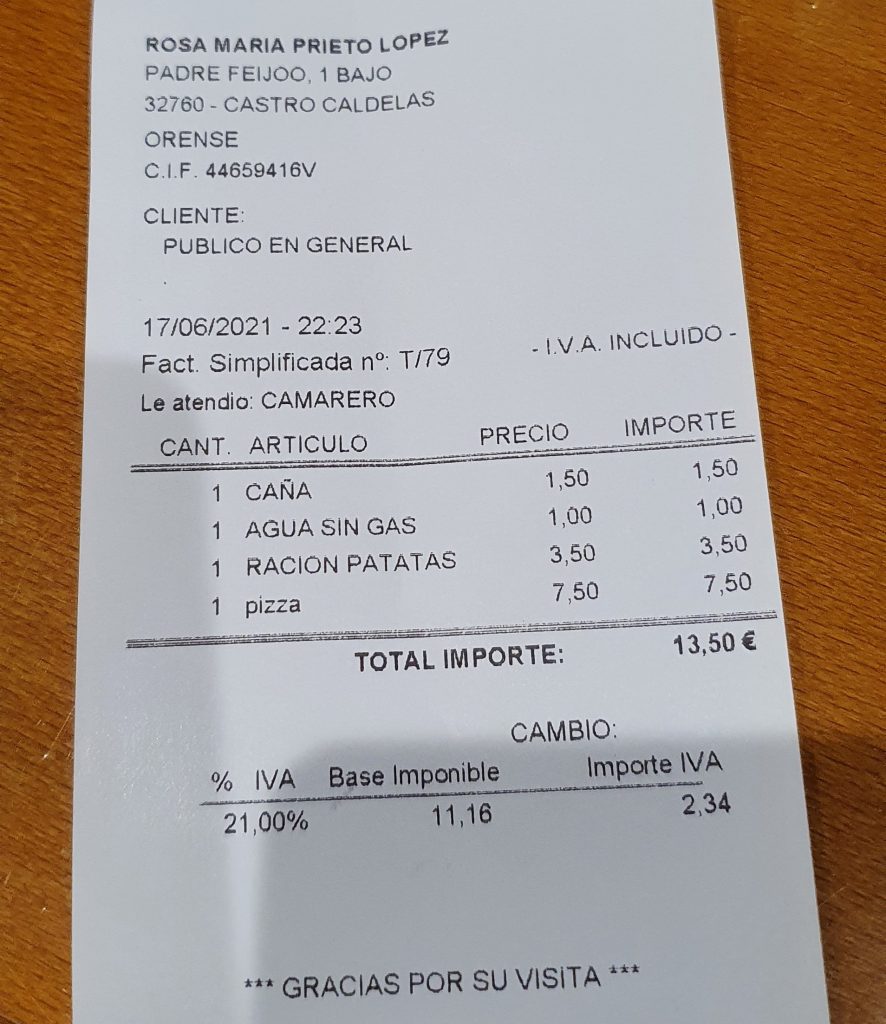 ROSA MARIA PRIETO LOPEZ
PADRE FEIJOO, 1 BAJO
32760 - CASTRO CALDELAS
ORENSE
C.I.F. 44659416V
CLIENTE:
PUBLICO EN GENERAL
.
17/06/2021 - 22:23
Fact. Simplificada nº: T/79 - I.V.A. INCLUIDO -
Le atendio: CAMARERO
CANT. ARTICULO PRECIO IMPORTE
1 CAÑA 1,50 1,50
1 AGUA SIN GAS 1,00 1,00
1 RACION PATATAS 3,50 3,50
1 pizza 7,50 7,50
TOTAL IMPORTE: 13,50 €
CAMBIO:
% IVA Base Imponible Importe IVA
21,00% 11,16 2,34
*** GRACIAS POR SU VISITA ***